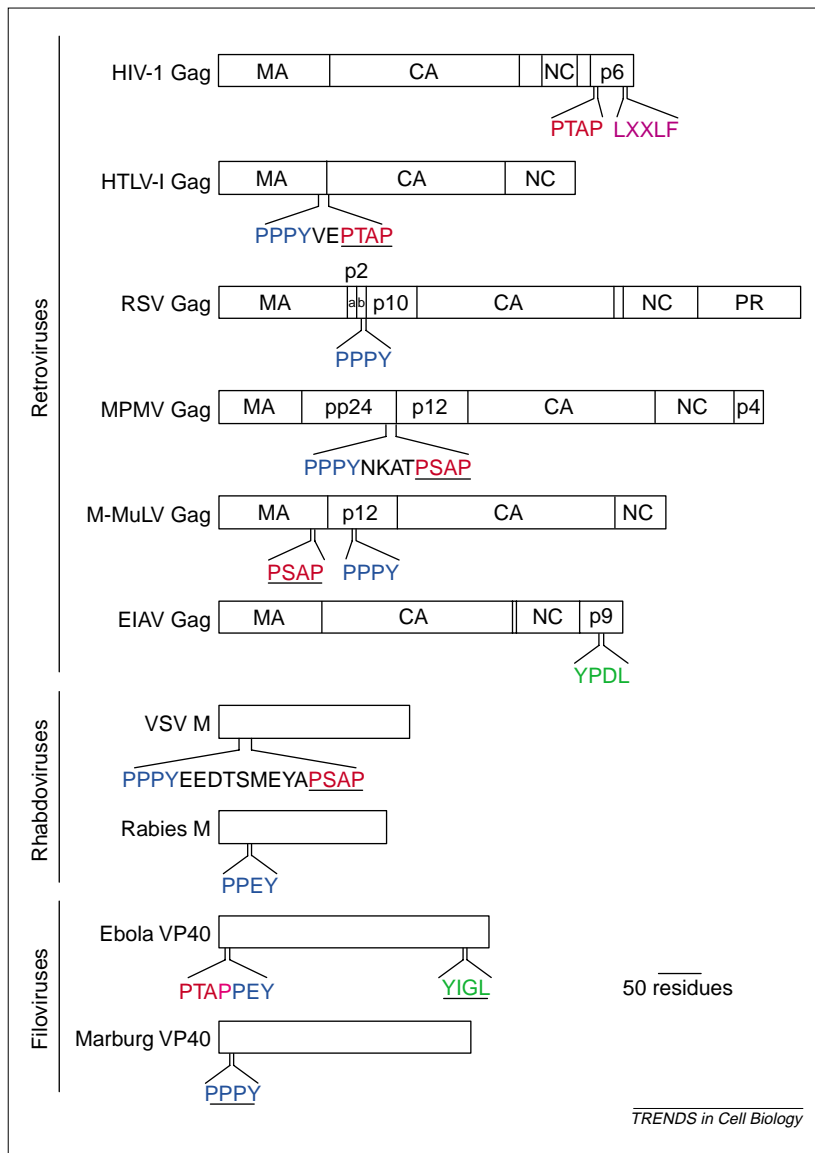 Retroviruses
HIV-1 Gag MA CA NC p6
PTAP LXXLF
HTLV-I Gag MA CA NC
PPPYVEPTAP
p2
RSV Gag MA a b p10 CA NC PR
PPPY
MPMV Gag MA pp24 p12 CA NC p4
PPPYNKATPSAP
M-MuLV Gag MA p12 CA NC
PSAP PPPY
EIAV Gag MA CA NC p9
YPDL
Rhabdoviruses
VSV M
PPPYEEDTSMEYAPSAP
Rabies M
PPEY
Filoviruses
Ebola VP40
PTAPPEY YIGL
50 residues
Marburg VP40
PPPY
TRENDS in Cell Biology